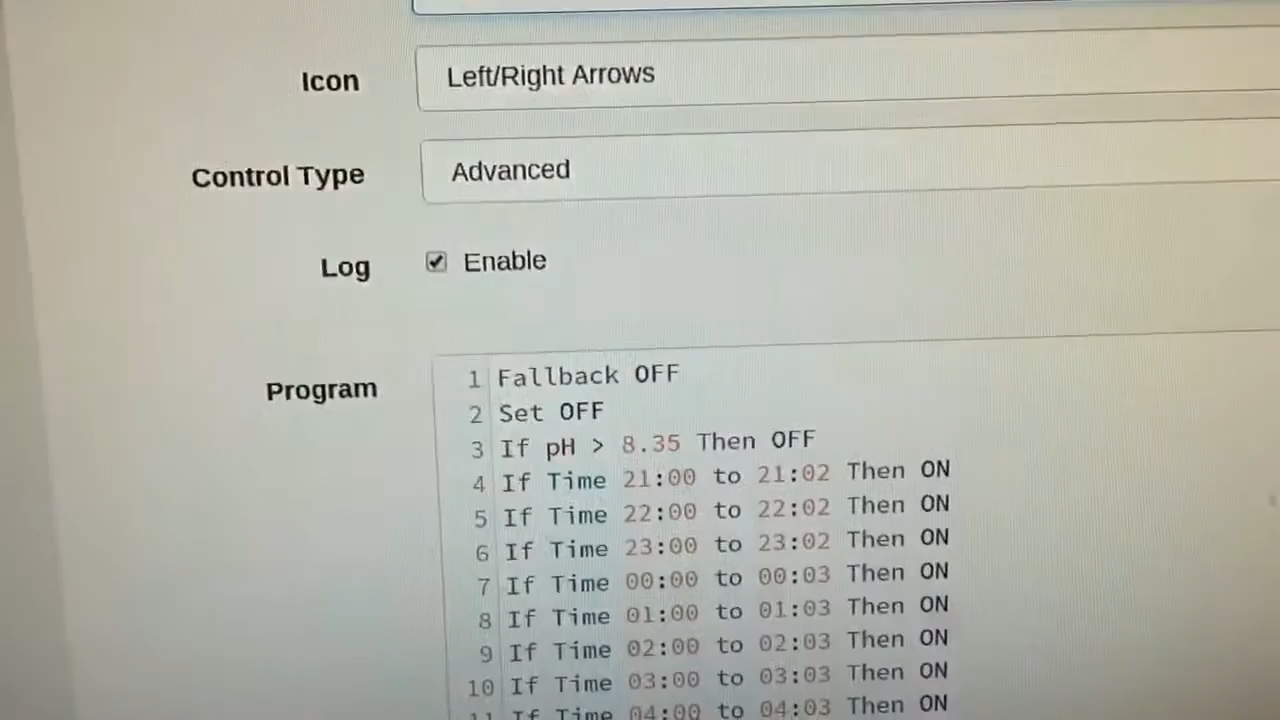 Icon Left/Right Arrows
Control Type Advanced
Log Enable
Program
1 Fallback OFF
2 Set OFF
3 If pH > 8.35 Then OFF
4 If Time 21:00 to 21:02 Then ON
5 If Time 22:00 to 22:02 Then ON
6 If Time 23:00 to 23:02 Then ON
7 If Time 00:00 to 00:03 Then ON
8 If Time 01:00 to 01:03 Then ON
9 If Time 02:00 to 02:03 Then ON
10 If Time 03:00 to 03:03 Then ON
11 If Time 04:00 to 04:03 Then ON